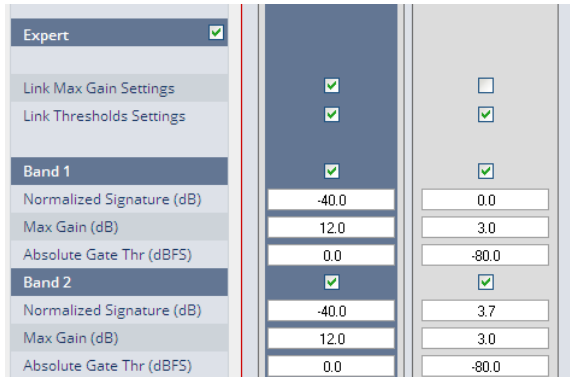 Expert
Link Max Gain Settings
Link Thresholds Settings
Band 1
Normalized Signature (dB) -40.0 0.0
Max Gain (dB) 12.0 3.0
Absolute Gate Thr (dBFS) 0.0 -80.0
Band 2
Normalized Signature (dB) -40.0 3.7
Max Gain (dB) 12.0 3.0
Absolute Gate Thr (dBFS) 0.0 -80.0